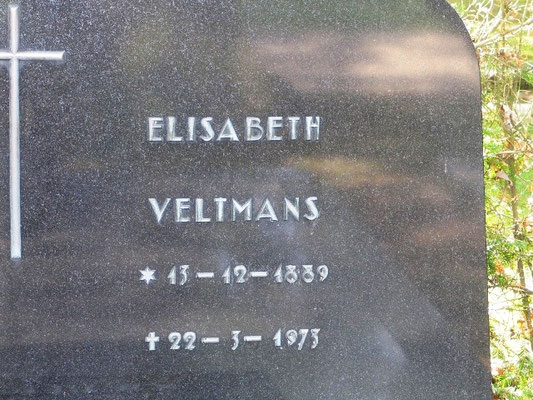 ELISABETH
VELTMANS
* 13-12-1889
† 22-3-1973